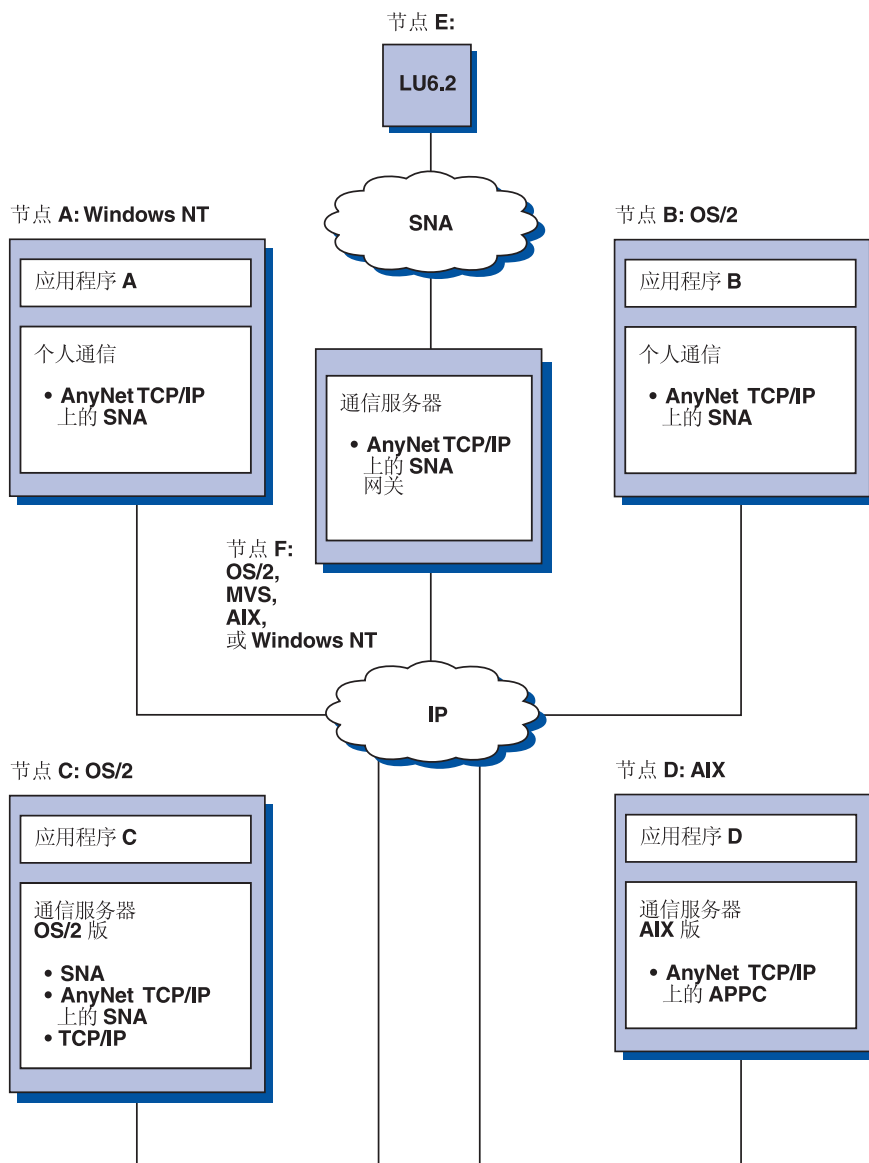 节点 E:
LU6.2
SNA
节点 A: Windows NT
应用程序 A
个人通信
• AnyNet TCP/IP
上的 SNA
节点 B: OS/2
应用程序 B
个人通信
• AnyNet TCP/IP
上的 SNA
通信服务器
• AnyNet TCP/IP
上的 SNA
网关
节点 F:
OS/2,
MVS,
AIX,
或 Windows NT
IP
节点 C: OS/2
应用程序 C
通信服务器
OS/2 版
• SNA
• AnyNet TCP/IP
上的 SNA
• TCP/IP
节点 D: AIX
应用程序 D
通信服务器
AIX 版
• AnyNet TCP/IP
上的 APPC